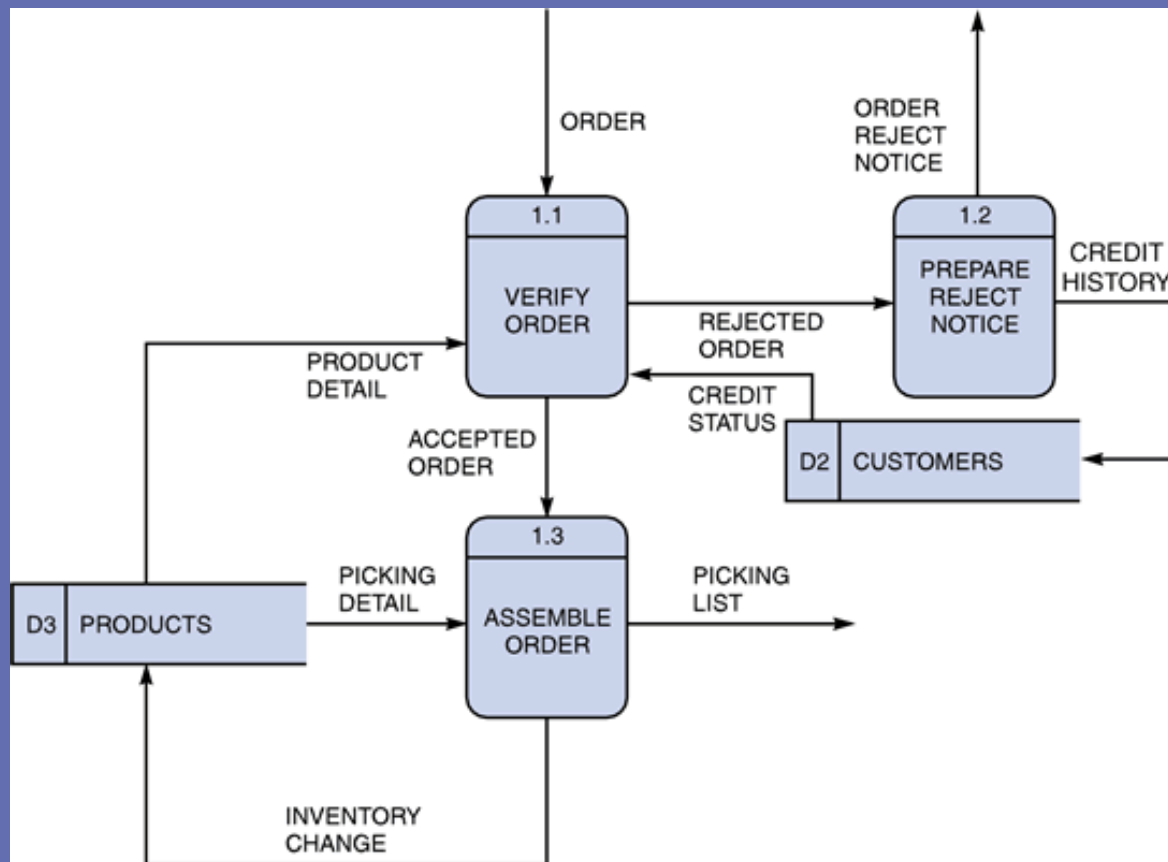 ORDER
ORDER
REJECT
NOTICE
1.1
VERIFY
ORDER
1.2
PREPARE
REJECT
NOTICE
CREDIT
HISTORY
REJECTED
ORDER
PRODUCT
DETAIL
CREDIT
STATUS
ACCEPTED
ORDER
D2
CUSTOMERS
1.3
ASSEMBLE
ORDER
PICKING
DETAIL
PICKING
LIST
D3
PRODUCTS
INVENTORY
CHANGE